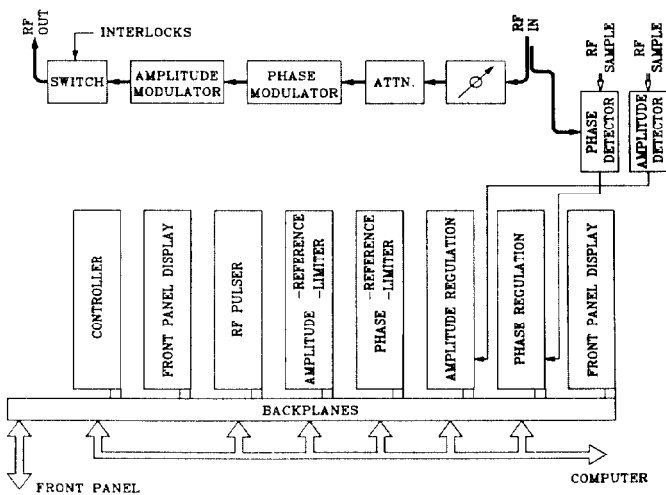 RF
OUT
INTERLOCKS
SWITCH
AMPLITUDE
MODULATOR
PHASE
MODULATOR
ATTN.
RF
IN
RF
SAMPLE
RF
SAMPLE
PHASE
DETECTOR
AMPLITUDE
DETECTOR
CONTROLLER
FRONT PANEL DISPLAY
RF PULSER
AMPLITUDE
-REFERENCE
-LIMITER
PHASE
-REFERENCE
-LIMITER
AMPLITUDE REGULATION
PHASE REGULATION
FRONT PANEL DISPLAY
BACKPLANES
FRONT PANEL
COMPUTER